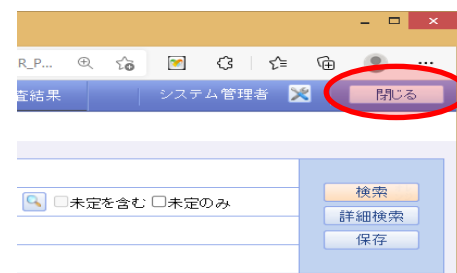 R_P...
査結果 システム管理者 閉じる
未定を含む 未定のみ
検索
詳細検索
保存